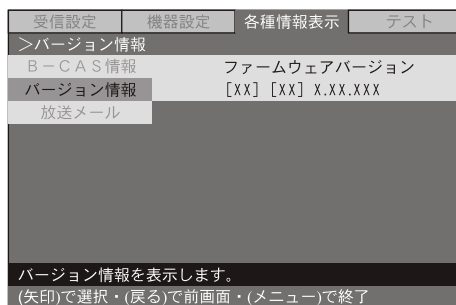 受信設定 機器設定 各種情報表示 テスト
＞バージョン情報
Ｂ－ＣＡＳ情報 ファームウェアバージョン
バージョン情報 [XX] [XX] X.XX.XXX
放送メール
バージョン情報を表示します。
(矢印)で選択・(戻る)で前画面・(メニュー)で終了